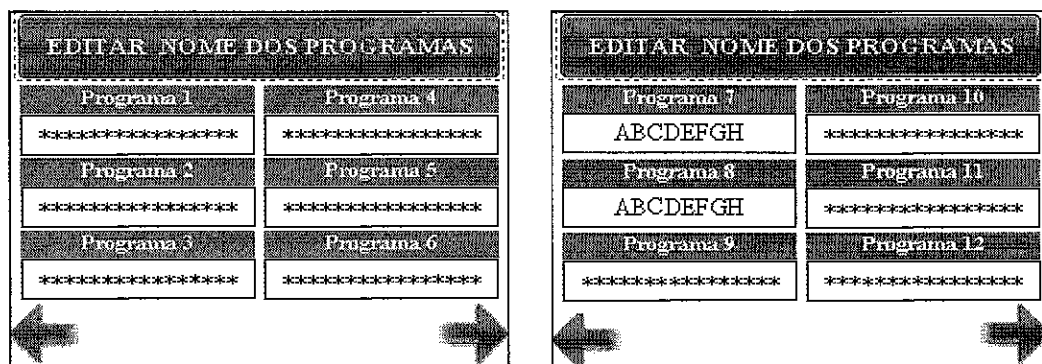 EDITAR NOME DOS PROGRAMAS
Programa 1
****************
Programa 2
****************
Programa 3
****************
Programa 4
****************
Programa 5
****************
Programa 6
****************
EDITAR NOME DOS PROGRAMAS
Programa 7
ABCDEFGH
Programa 8
ABCDEFGH
Programa 9
****************
Programa 10
****************
Programa 11
****************
Programa 12
****************